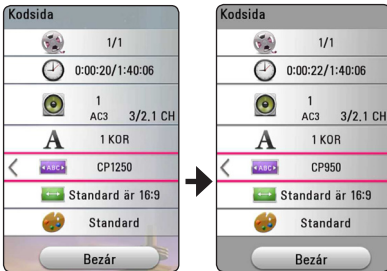 Kodsida
1/1
0:00:20/1:40:06
1
AC3 3/2.1 CH
A 1 KOR
ABC CP1250
Standard är 16:9
Standard
Bezár
Kodsida
1/1
0:00:22/1:40:06
1
AC3 3/2.1 CH
A 1 KOR
ABC CP950
Standard är 16:9
Standard
Bezár